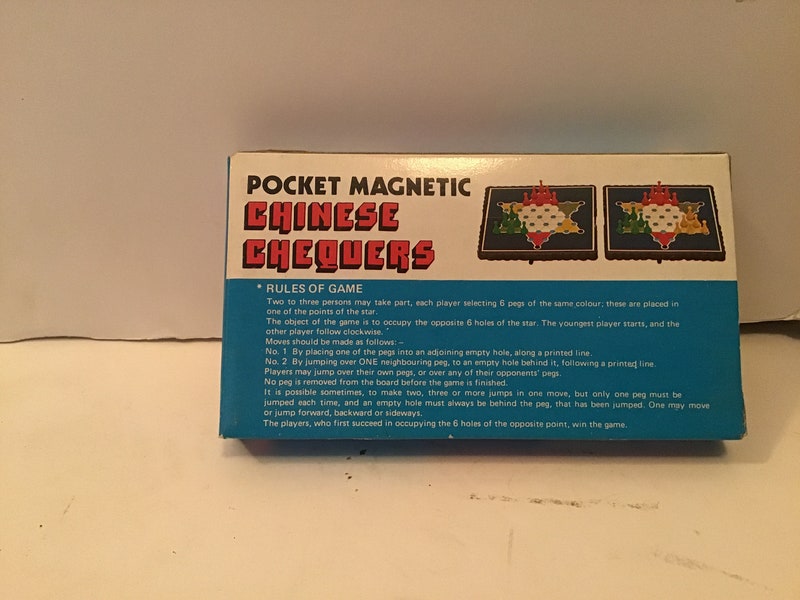 POCKET MAGNETIC
CHINESE
CHEQUERS
* RULES OF GAME
Two to three persons may take part, each player selecting 6 pegs of the same colour; these are placed in
one of the points of the star.
The object of the game is to occupy the opposite 6 holes of the star. The youngest player starts, and the
other player follow clockwise.
Moves should be made as follows: –
No. 1 By placing one of the pegs into an adjoining empty hole, along a printed line.
No. 2 By jumping over ONE neighbouring peg, to an empty hole behind it, following a printed line.
Players may jump over their own pegs, or over any of their opponents' pegs.
No peg is removed from the board before the game is finished.
It is possible sometimes, to make two, three or more jumps in one move, but only one peg must be
jumped each time, and an empty hole must always be behind the peg, that has been jumped. One may move
or jump forward, backward or sideways.
The players, who first succeed in occupying the 6 holes of the opposite point, win the game.